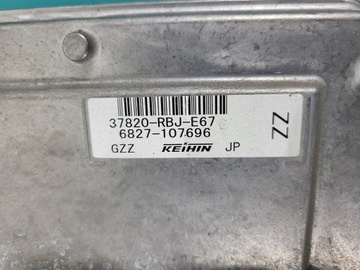 37820-RBJ-E67
6827-107696
GZZ KEIHIN JP
ZZ